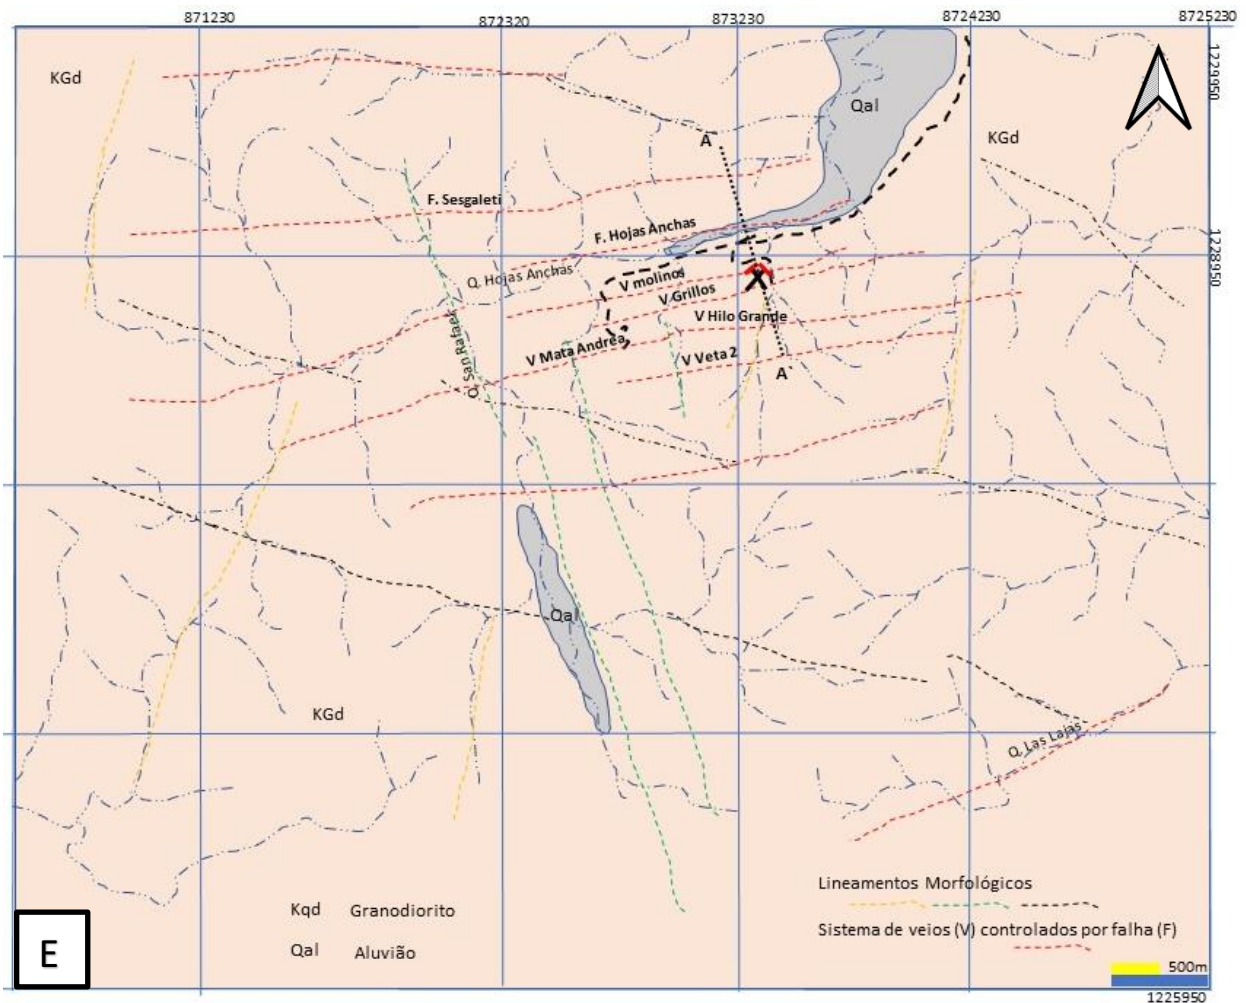 871230
872320
873230
8724230
8725230
1229950
KGd
Qal
A
KGd
F. Sesgaleti
F. Hojas Anchas
1228950
Q. Hojas Anchas
V molinos
V Grillos
V Hilo Grande
Q. San Rafael
V Mata Andrea
V Veta 2
A
Qal
KGd
Q. Las Lajas
Lineamentos Morfológicos
Kqd Granodiorito
Sistema de veios (V) controlados por falha (F)
Qal Aluvião
E
500m
1225950